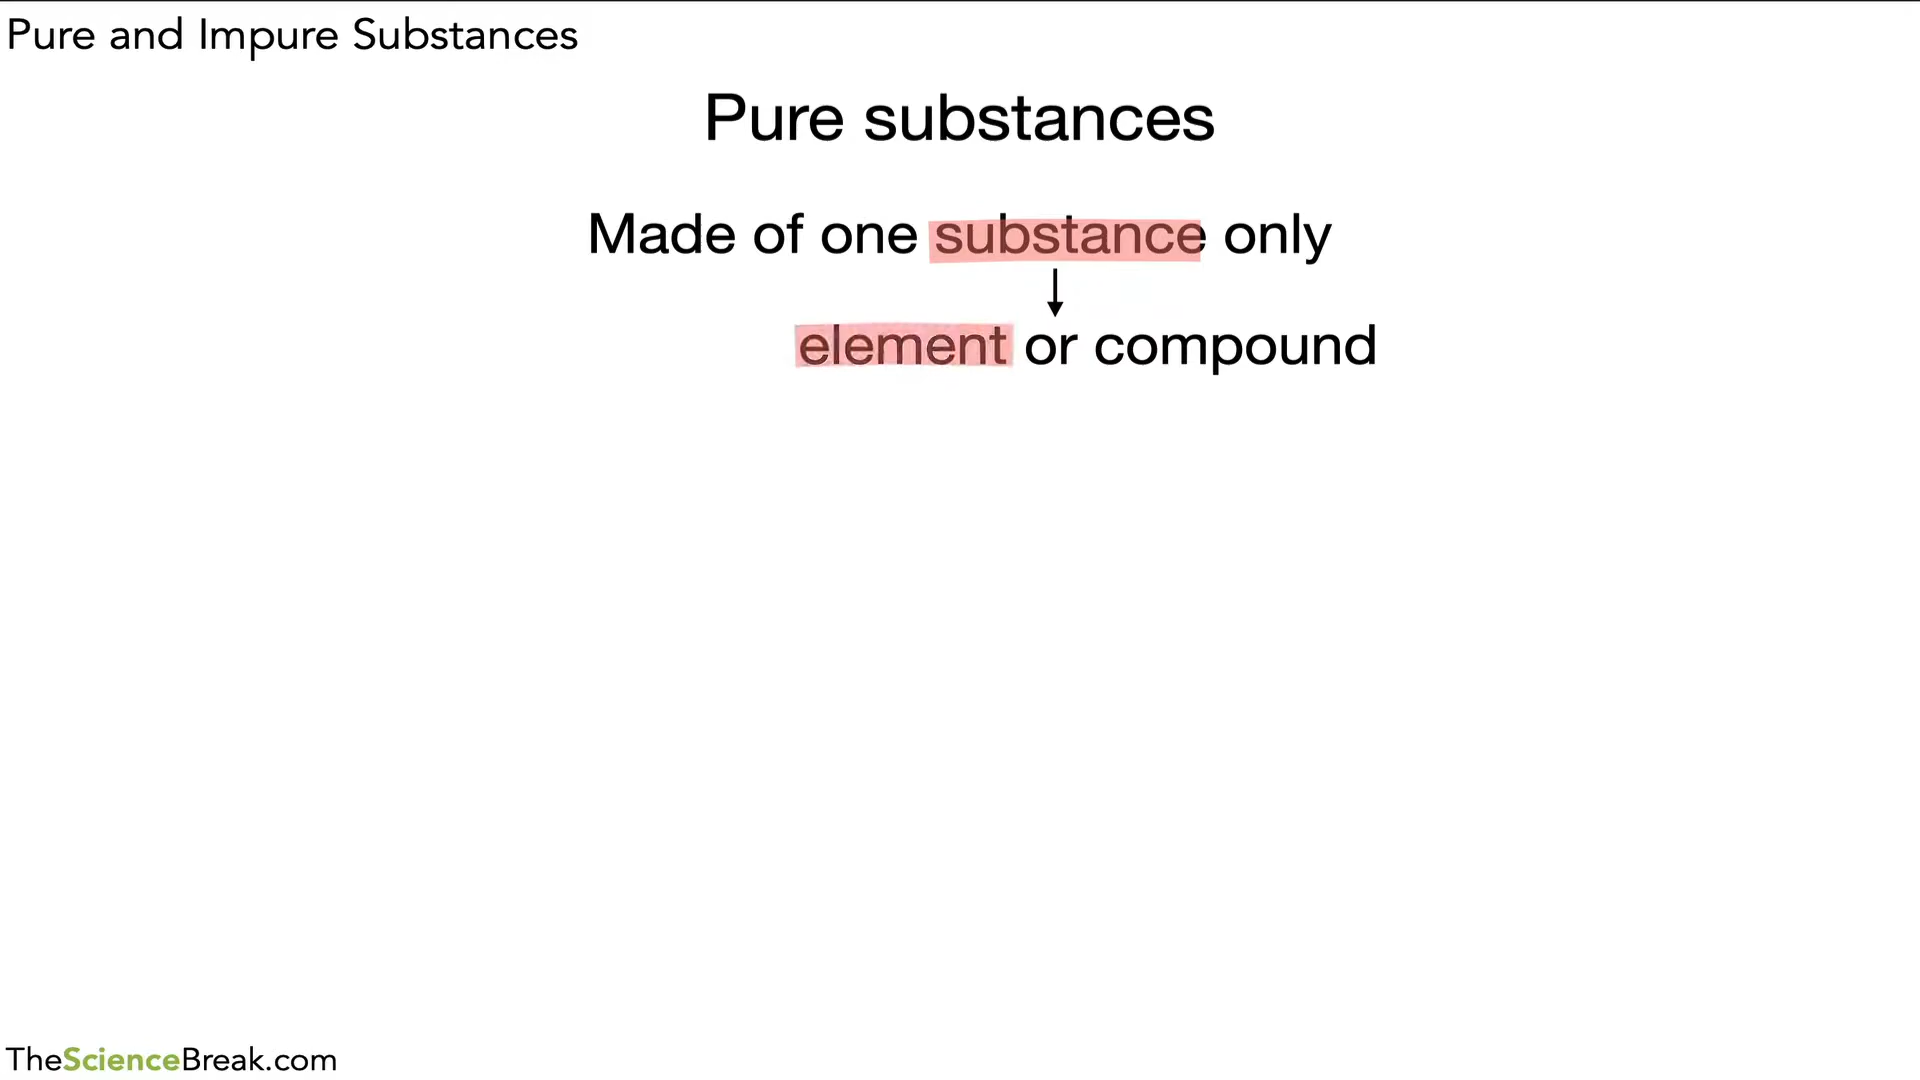 Pure and Impure Substances
Pure substances
Made of one substance only
element or compound
TheScienceBreak.com